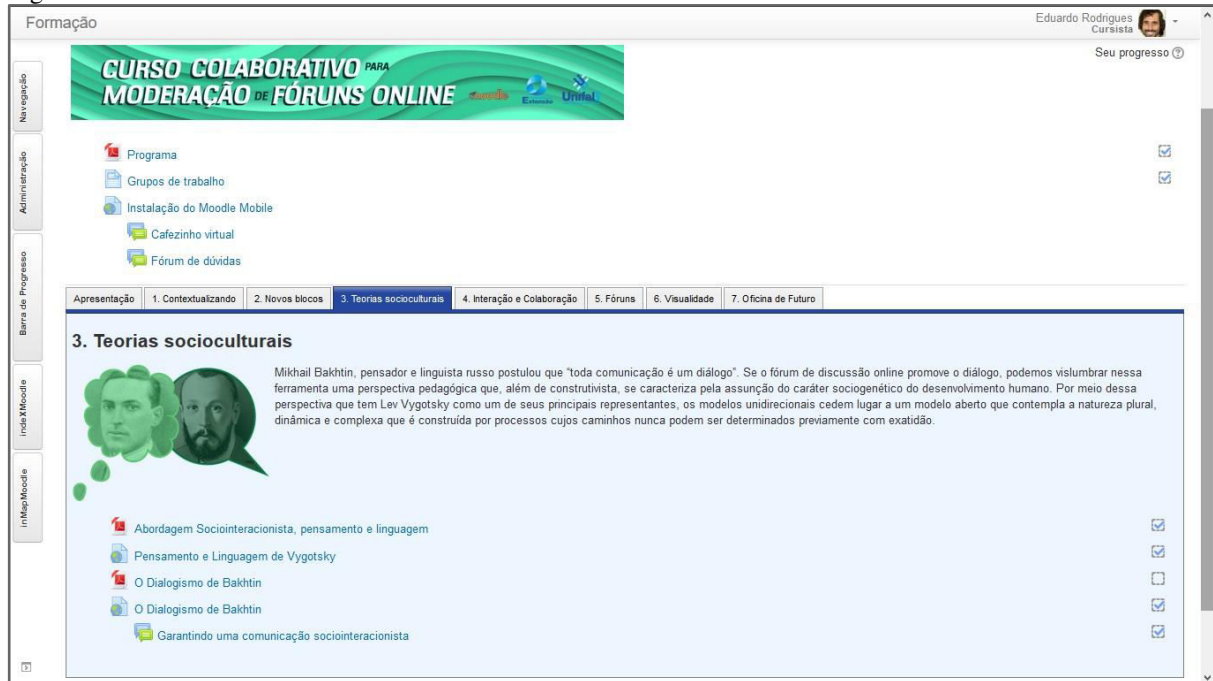 Formação
Eduardo Rodrigues
Cursista
Seu progresso
CURSO COLABORATIVO PARA
MODERAÇÃO DE FÓRUNS ONLINE
moodle
Extensão
Unifal
Navegação
Administração
Barra de Progresso
indeXMoodle
inMapMoodle
Programa
Grupos de trabalho
Instalação do Moodle Mobile
Cafezinho virtual
Fórum de dúvidas
Apresentação 1. Contextualizando 2. Novos blocos 3. Teorias socioculturais 4. Interação e Colaboração 5. Fóruns 6. Visualidade 7. Oficina de Futuro
3. Teorias socioculturais
Mikhail Bakhtin, pensador e linguista russo postulou que "toda comunicação é um diálogo". Se o fórum de discussão online promove o diálogo, podemos vislumbrar nessa
ferramenta uma perspectiva pedagógica que, além de construtivista, se caracteriza pela assunção do caráter sociogenético do desenvolvimento humano. Por meio dessa
perspectiva que tem Lev Vygotsky como um de seus principais representantes, os modelos unidirecionais cedem lugar a um modelo aberto que contempla a natureza plural,
dinâmica e complexa que é construída por processos cujos caminhos nunca podem ser determinados previamente com exatidão.
Abordagem Sociointeracionista, pensamento e linguagem
Pensamento e Linguagem de Vygotsky
O Dialogismo de Bakhtin
O Dialogismo de Bakhtin
Garantindo uma comunicação sociointeracionista